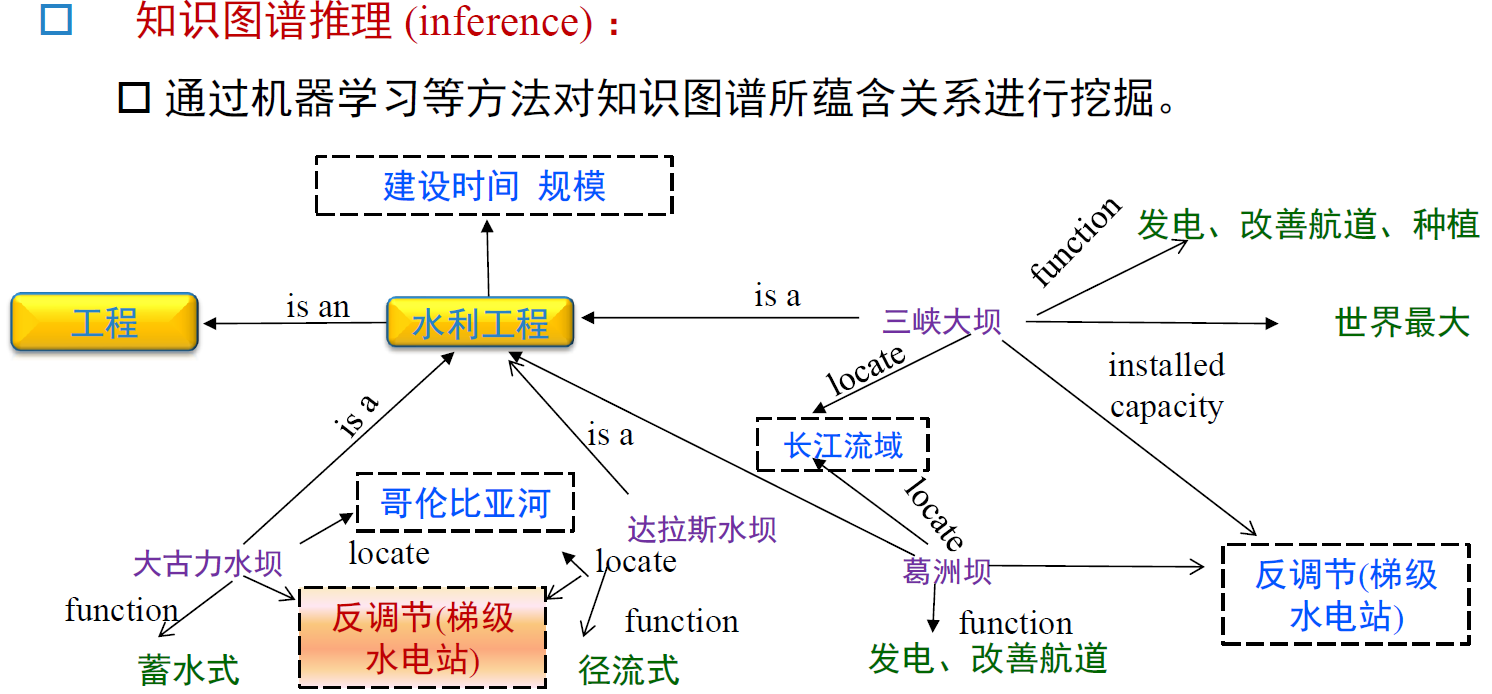 知识图谱推理 (inference)：
通过机器学习等方法对知识图谱所蕴含关系进行挖掘。
建设时间 规模
function
发电、改善航道、种植
工程
is an
水利工程
is a
三峡大坝
世界最大
locate
installed
capacity
is a
is a
长江流域
哥伦比亚河
locate
达拉斯水坝
locate
大古力水坝
locate
葛洲坝
反调节(梯级
水电站)
function
反调节(梯级
水电站)
function
function
蓄水式
径流式
发电、改善航道